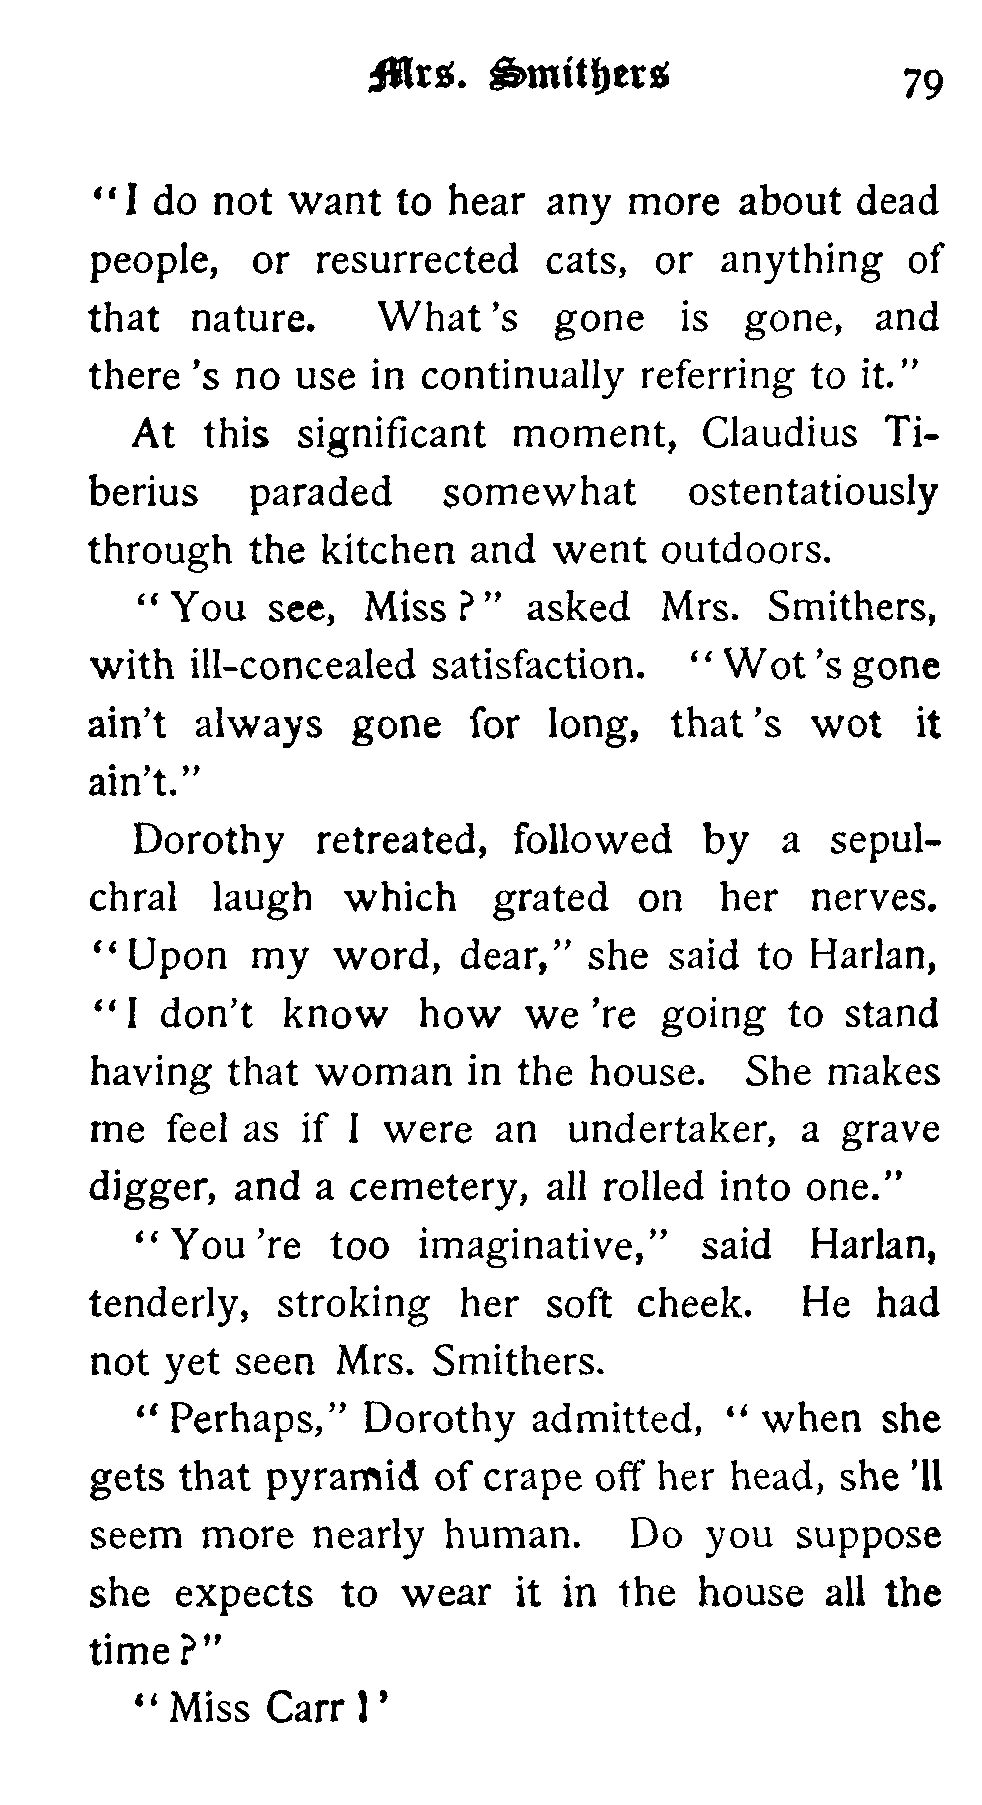 Mrs. Smithers 79
"I do not want to hear any more about dead
people, or resurrected cats, or anything of
that nature. What's gone is gone, and
there's no use in continually referring to it."
At this significant moment, Claudius Ti-
berius paraded somewhat ostentatiously
through the kitchen and went outdoors.
"You see, Miss?" asked Mrs. Smithers,
with ill-concealed satisfaction. "Wot's gone
ain't always gone for long, that's wot it
ain't."
Dorothy retreated, followed by a sepul-
chral laugh which grated on her nerves.
"Upon my word, dear," she said to Harlan,
"I don't know how we're going to stand
having that woman in the house. She makes
me feel as if I were an undertaker, a grave
digger, and a cemetery, all rolled into one."
"You're too imaginative," said Harlan,
tenderly, stroking her soft cheek. He had
not yet seen Mrs. Smithers.
"Perhaps," Dorothy admitted, "when she
gets that pyramid of crape off her head, she'll
seem more nearly human. Do you suppose
she expects to wear it in the house all the
time?"
"Miss Carr!'